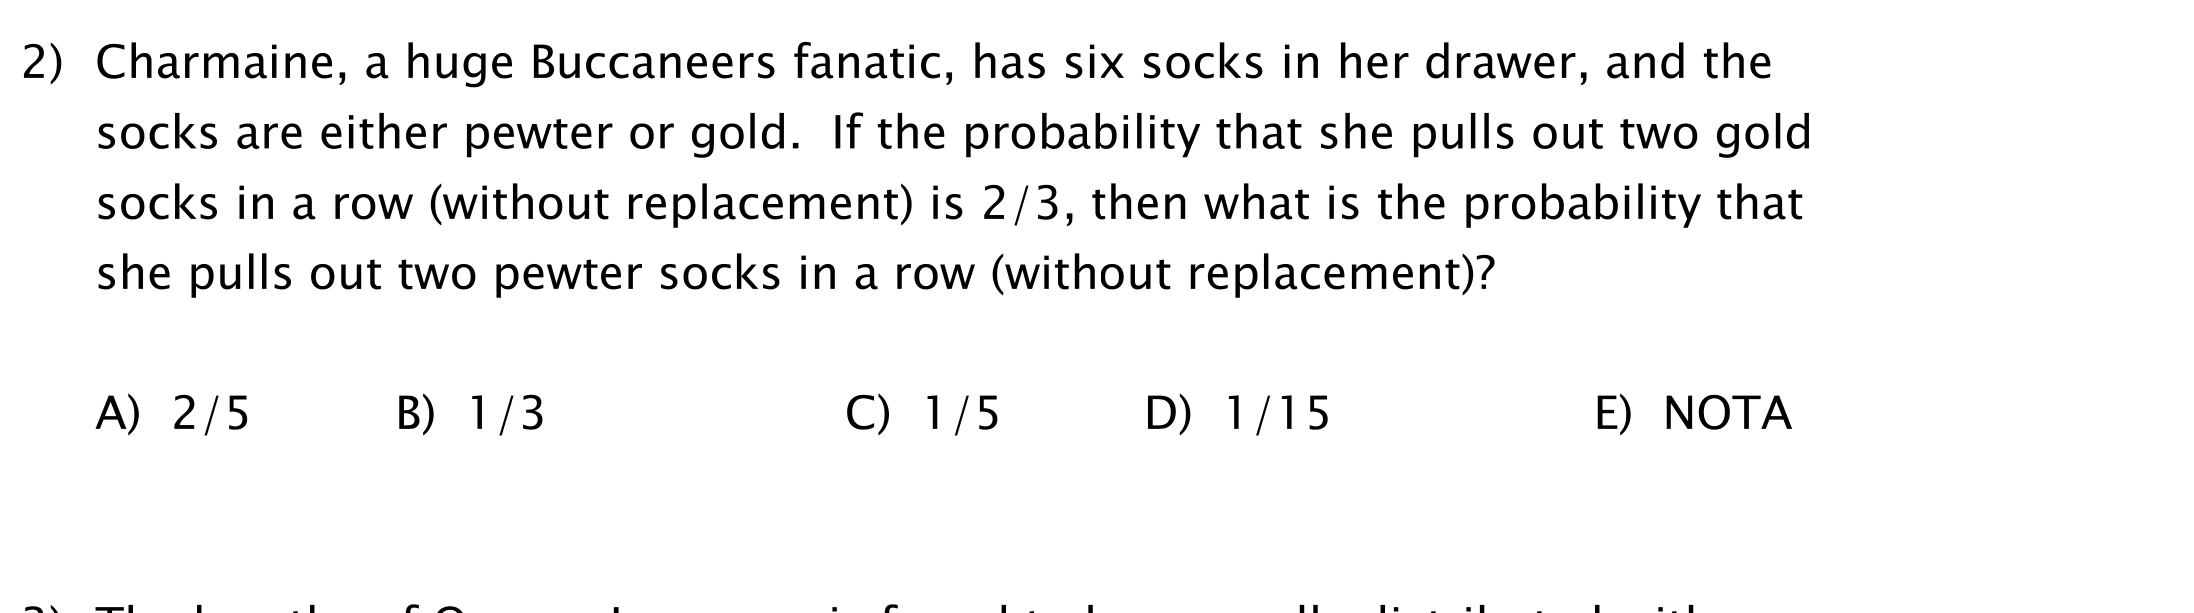 2) Charmaine, a huge Buccaneers fanatic, has six socks in her drawer, and the
socks are either pewter or gold. If the probability that she pulls out two gold
socks in a row (without replacement) is 2/3, then what is the probability that
she pulls out two pewter socks in a row (without replacement)?
A) 2/5 B) 1/3 C) 1/5 D) 1/15 E) NOTA